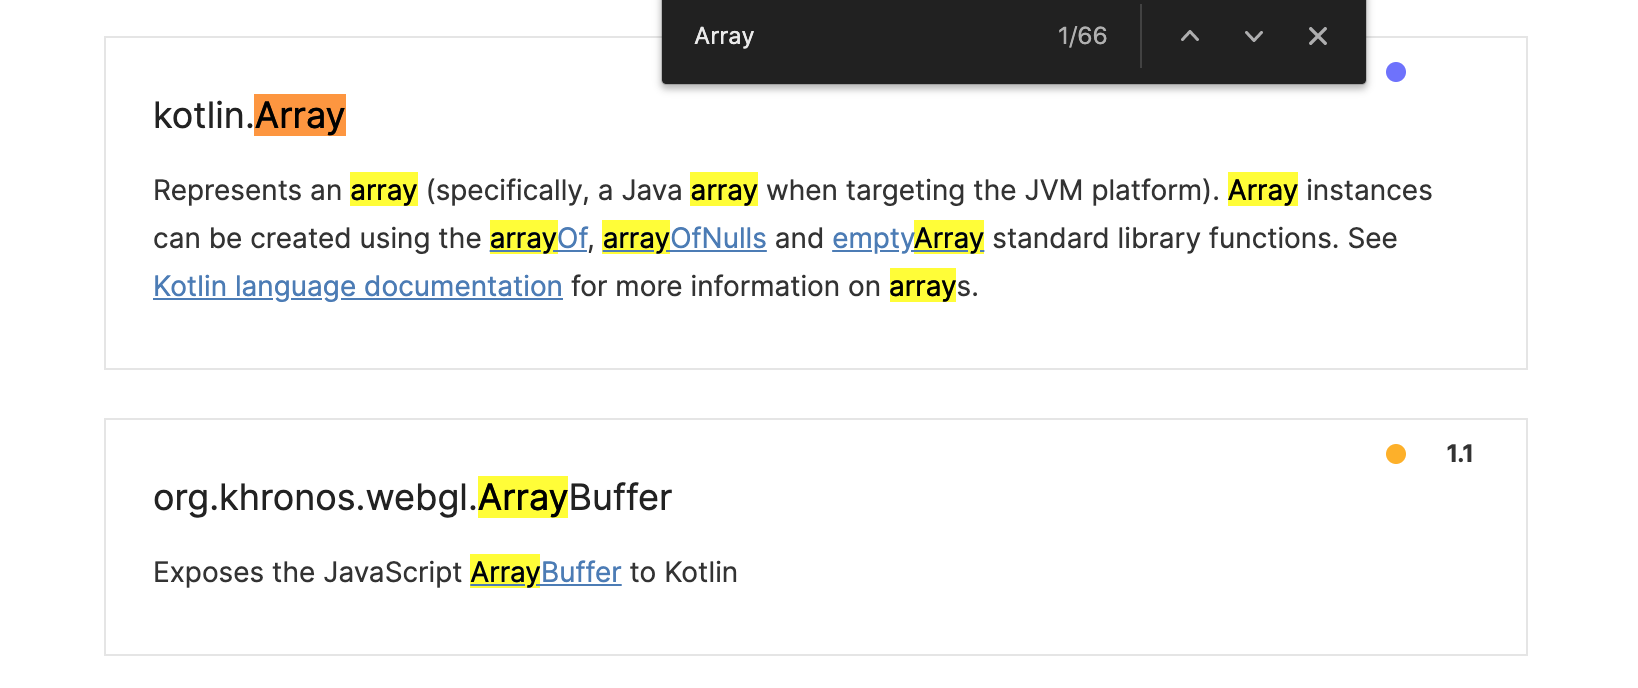 Array 1/66
kotlin.Array
Represents an array (specifically, a Java array when targeting the JVM platform). Array instances
can be created using the arrayOf, arrayOfNulls and emptyArray standard library functions. See
Kotlin language documentation for more information on arrays.
1.1
org.khronos.webgl.ArrayBuffer
Exposes the JavaScript ArrayBuffer to Kotlin